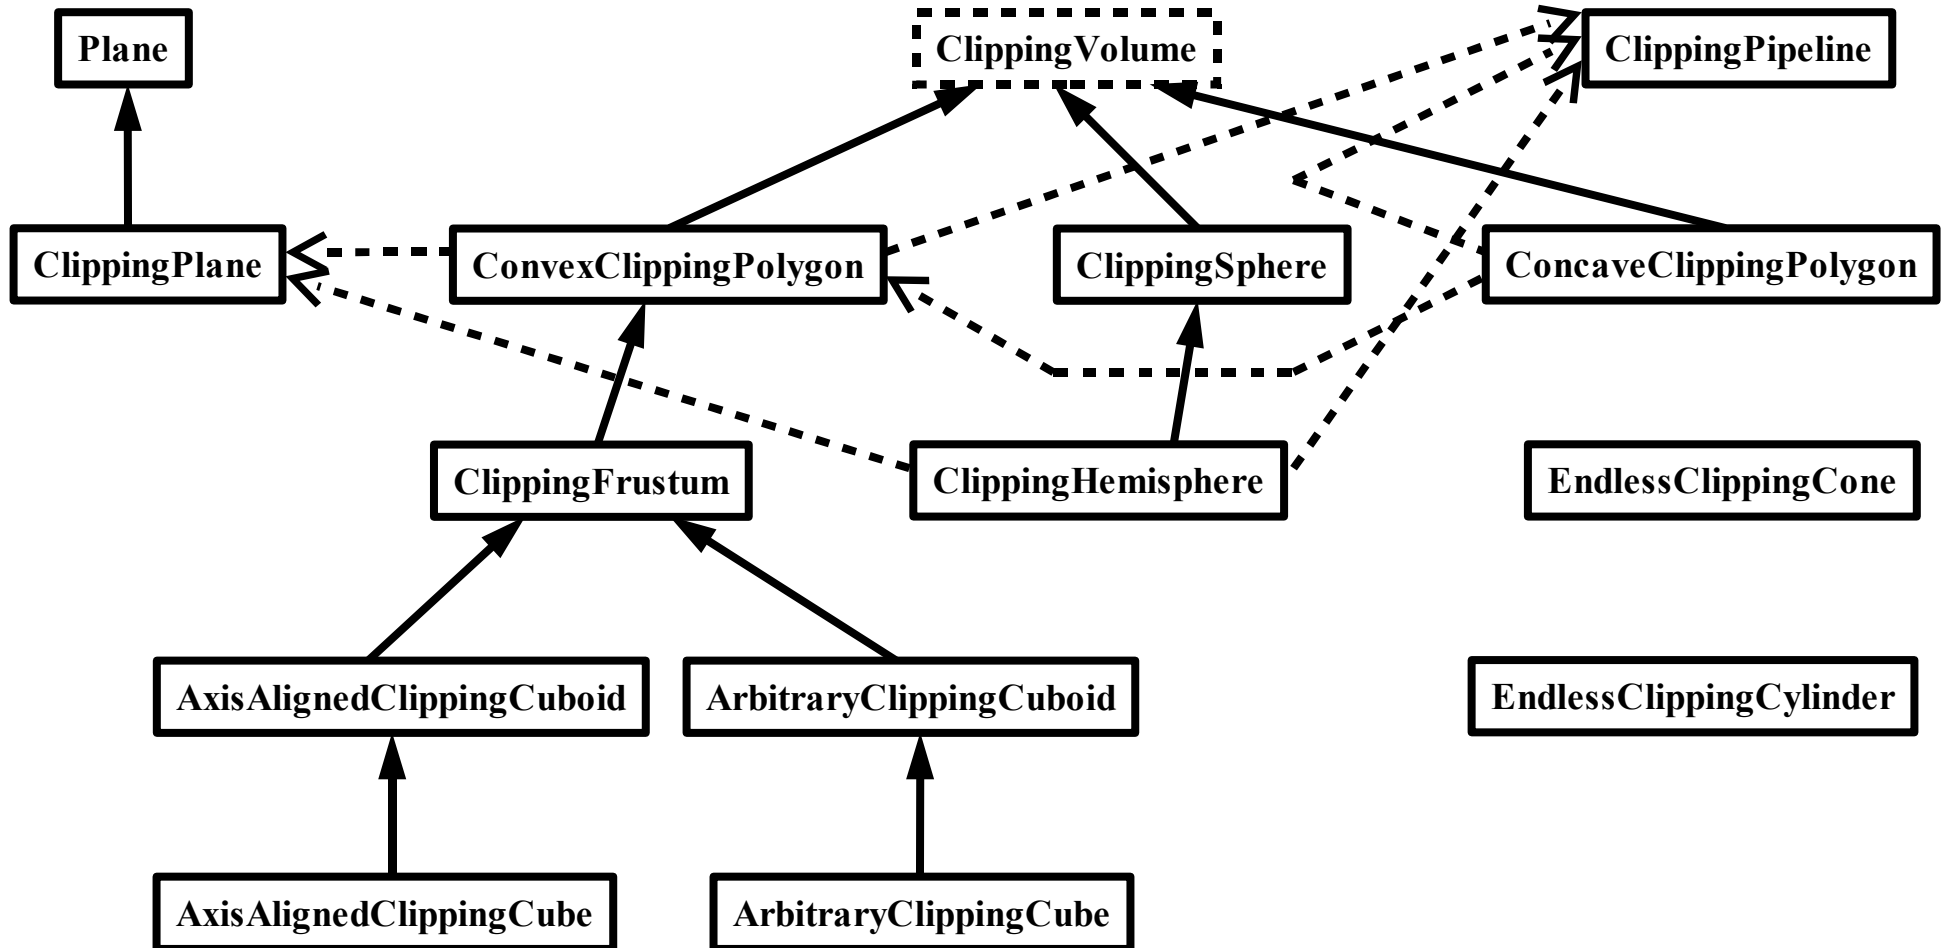 Plane
ClippingVolume
ClippingPipeline
ClippingPlane
ConvexClippingPolygon
ClippingSphere
ConcaveClippingPolygon
ClippingFrustum
ClippingHemisphere
EndlessClippingCone
AxisAlignedClippingCuboid
ArbitraryClippingCuboid
EndlessClippingCylinder
AxisAlignedClippingCube
ArbitraryClippingCube